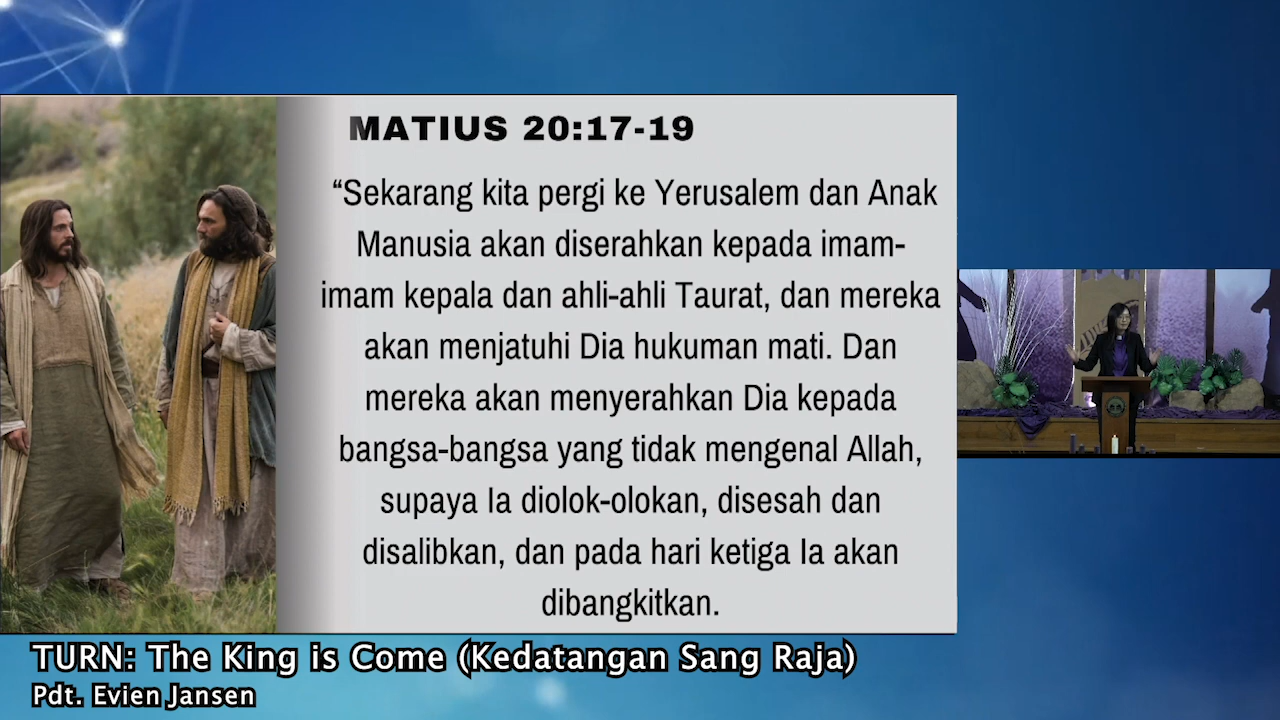 MATIUS 20:17-19
“Sekarang kita pergi ke Yerusalem dan Anak
Manusia akan diserahkan kepada imam-
imam kepala dan ahli-ahli Taurat, dan mereka
akan menjatuhi Dia hukuman mati. Dan
mereka akan menyerahkan Dia kepada
bangsa-bangsa yang tidak mengenal Allah,
supaya Ia diolok-olokan, disesah dan
disalibkan, dan pada hari ketiga Ia akan
dibangkitkan.
TURN: The King is Come (Kedatangan Sang Raja)
Pdt. Evien Jansen